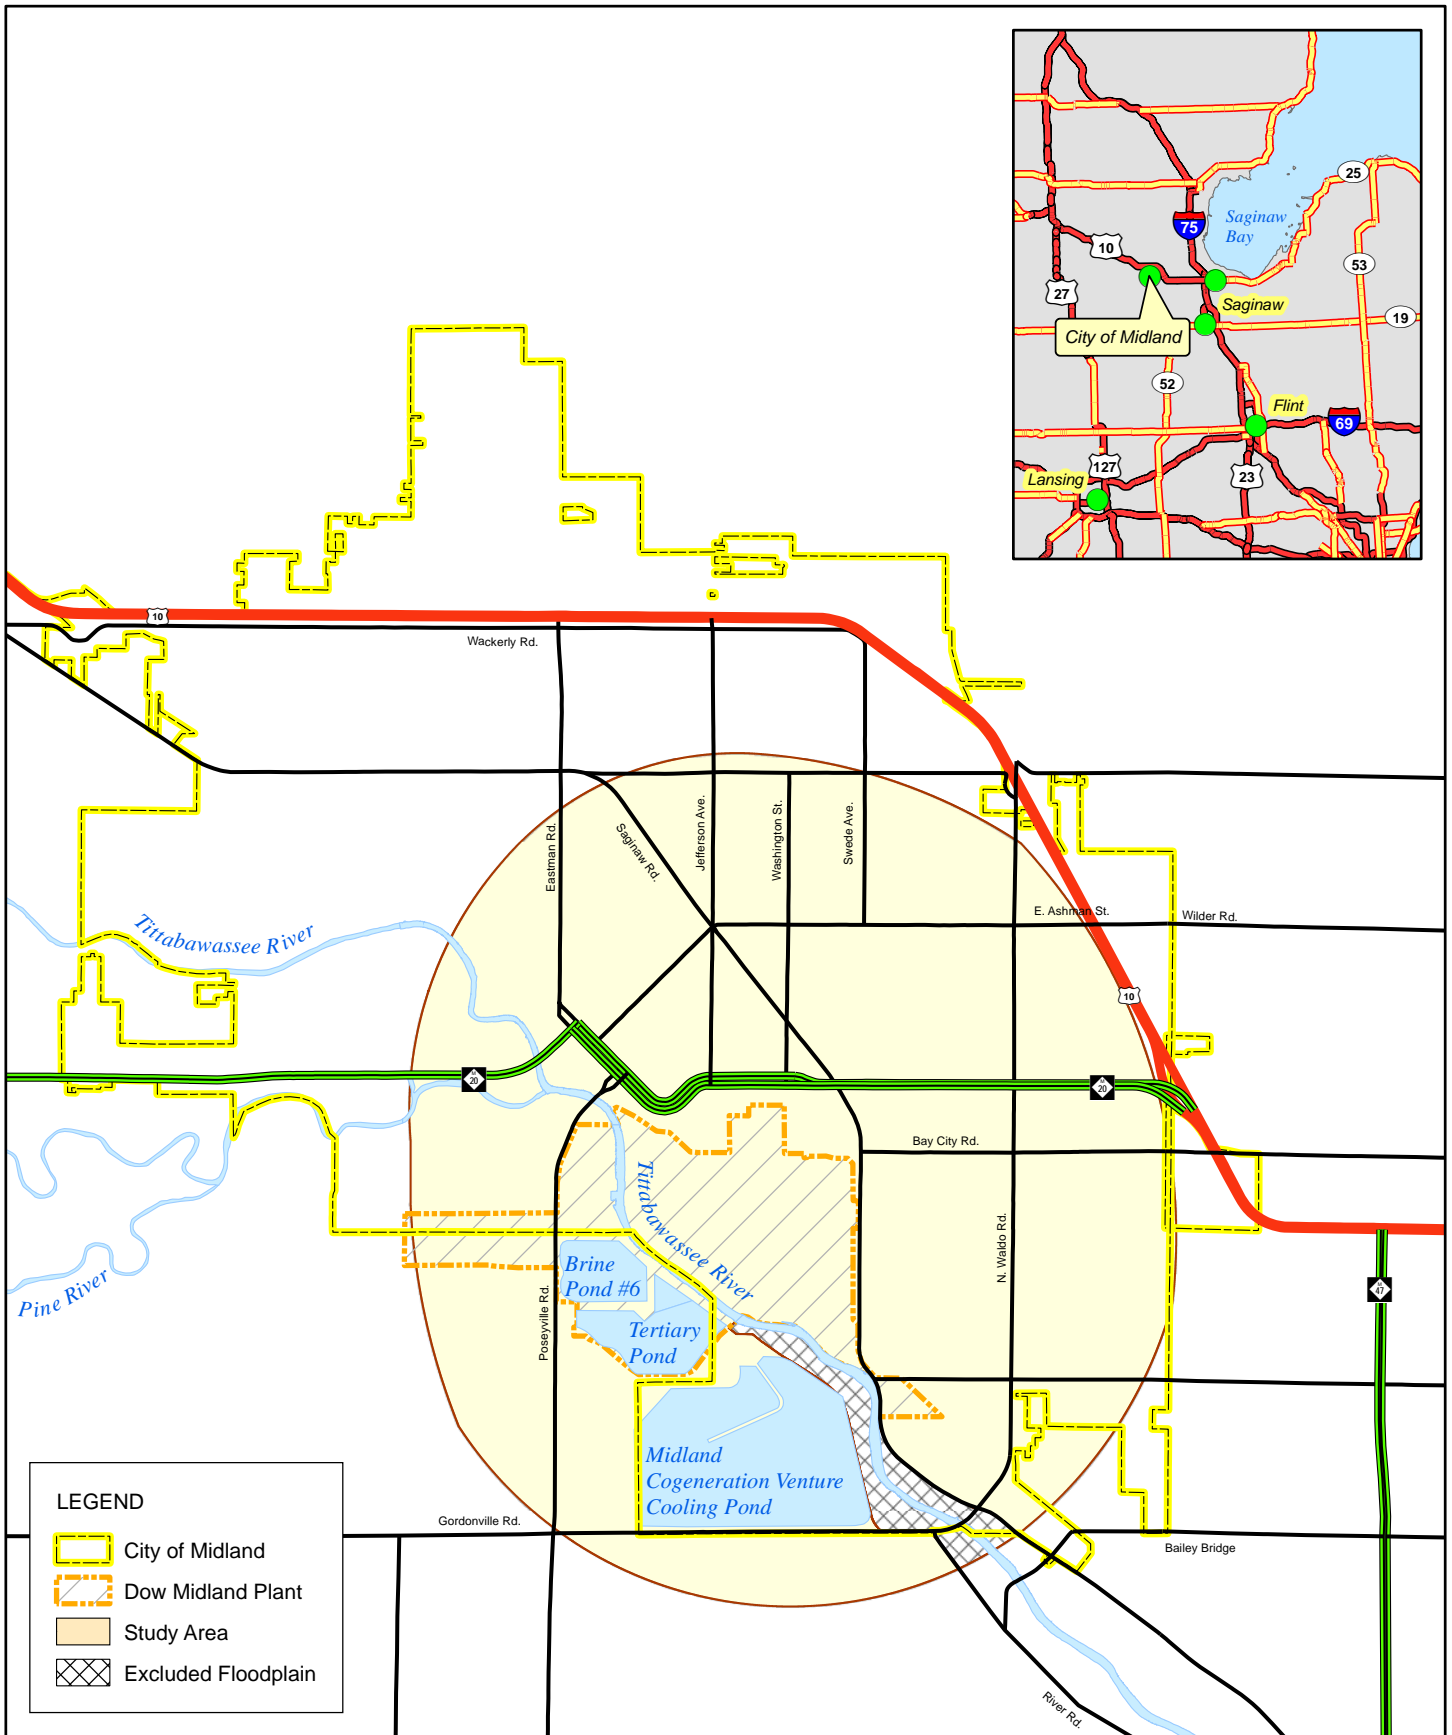 25
Saginaw
Bay
75
10
53
27
Saginaw
19
City of Midland
52
Flint
69
127
23
Lansing
10
Wackerly Rd.
Eastman Rd.
Saginaw Rd.
Jefferson Ave.
Washington St.
Swede Ave.
E. Ashman St.
Wilder Rd.
Tittabawassee River
10
M
20
M
20
Bay City Rd.
Tittabawassee River
N. Waldo Rd.
Pine River
Brine
Pond #6
M
47
Poseyville Rd.
Tertiary
Pond
Midland
Cogeneration Venture
Cooling Pond
Gordonville Rd.
Bailey Bridge
River Rd.
LEGEND
City of Midland
Dow Midland Plant
Study Area
Excluded Floodplain